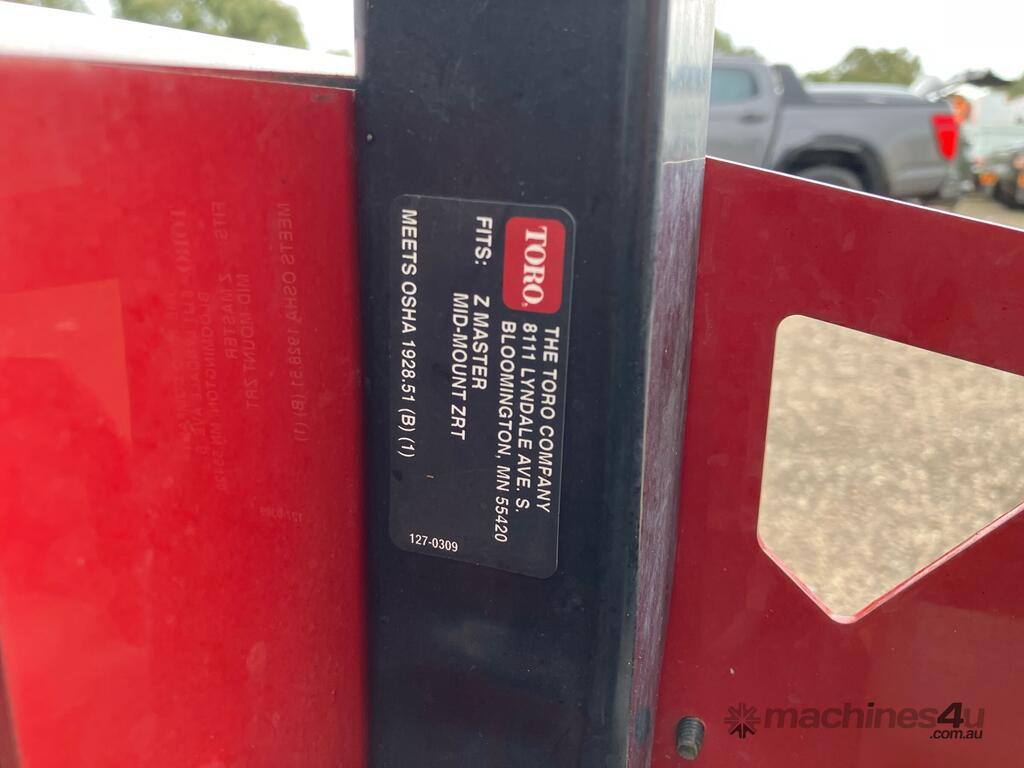 TORO
THE TORO COMPANY
8111 LYNDALE AVE. S.
BLOOMINGTON, MN 55420
FITS: Z MASTER
MID-MOUNT ZRT
MEETS OSHA 1928.51 (B) (1)
127-0309
machines4u
.com.au